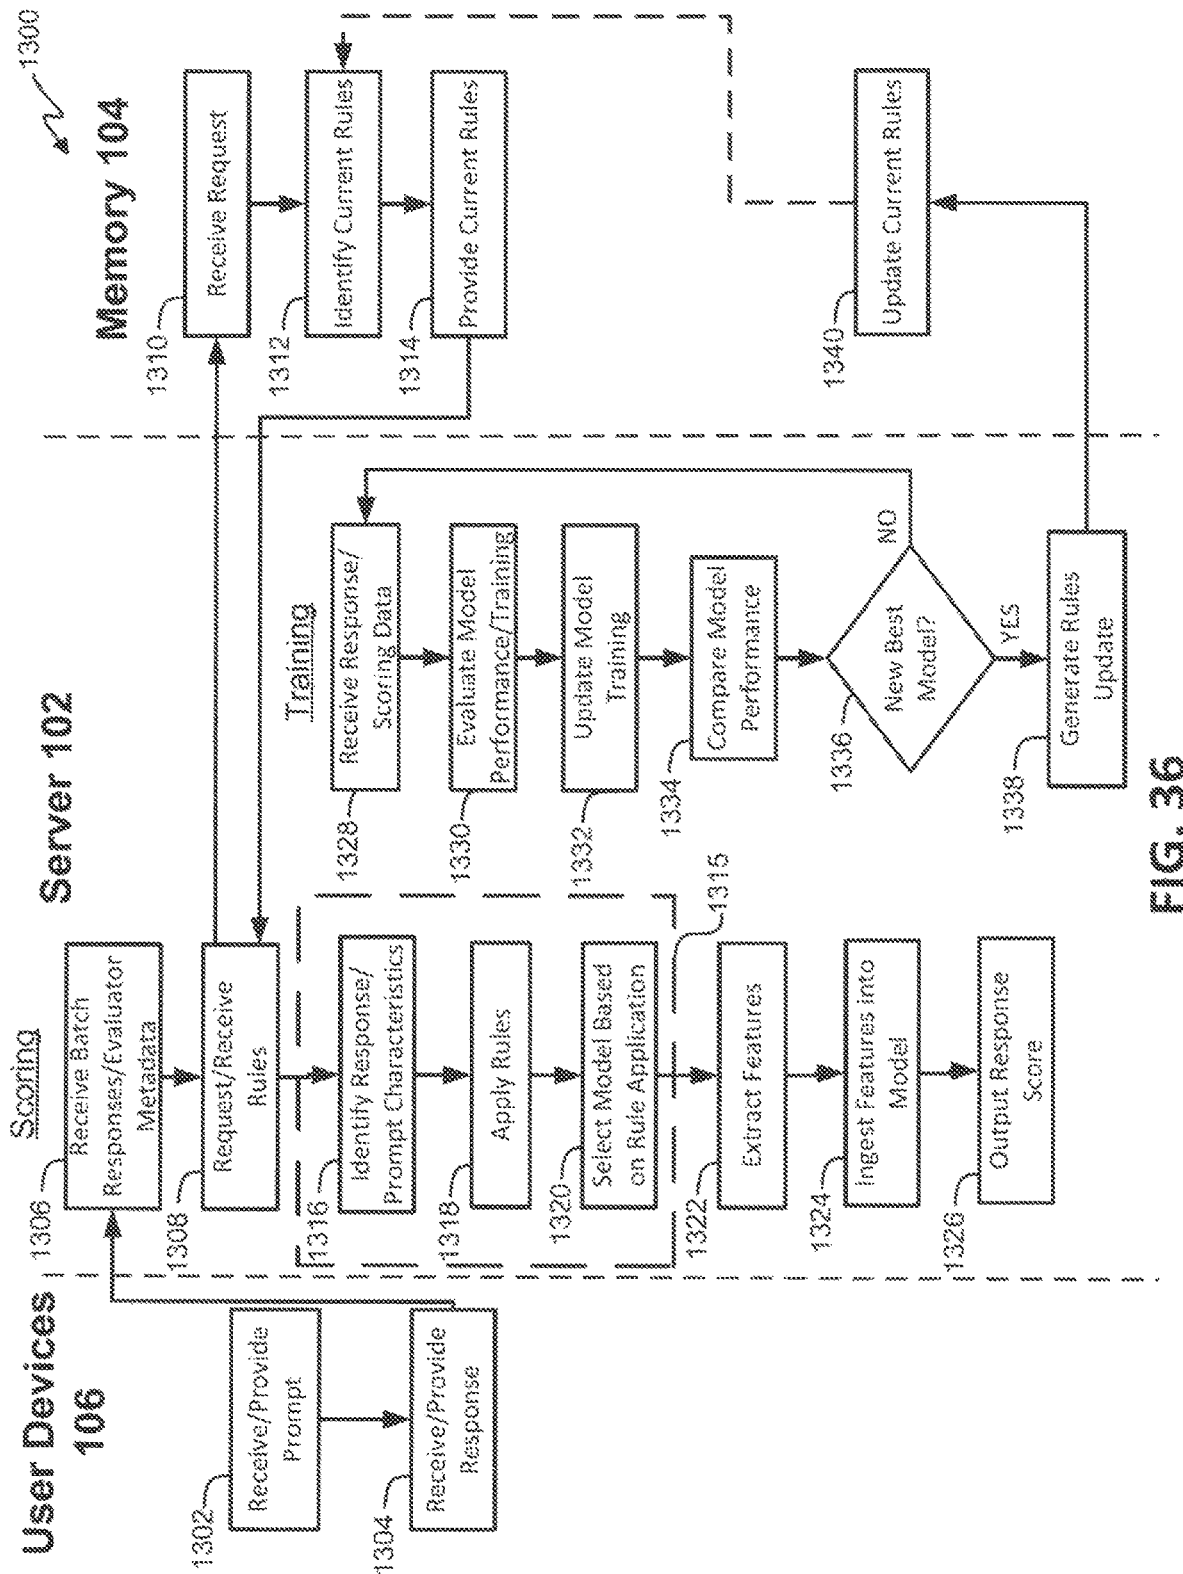 1300
User Devices
106
Server 102
Memory 104
1302
Receive/Provide
Prompt
1304
Receive/Provide
Response
Scoring
1306
Receive Batch
Responses/Evaluator
Metadata
1308
Request/Receive
Rules
1316
Identify Response/
Prompt Characteristics
1318
Apply Rules
1320
Select Model Based
on Rule Application
1315
1322
Extract Features
1324
Ingest Features into
Model
1326
Output Response
Score
Training
1328
Receive Response/
Scoring Data
1330
Evaluate Model
Performance/Training
1332
Update Model
Training
1334
Compare Model
Performance
1336
New Best
Model?
NO
YES
1338
Generate Rules
Update
1310
Receive Request
1312
Identify Current Rules
1314
Provide Current Rules
1340
Update Current Rules
FIG. 36